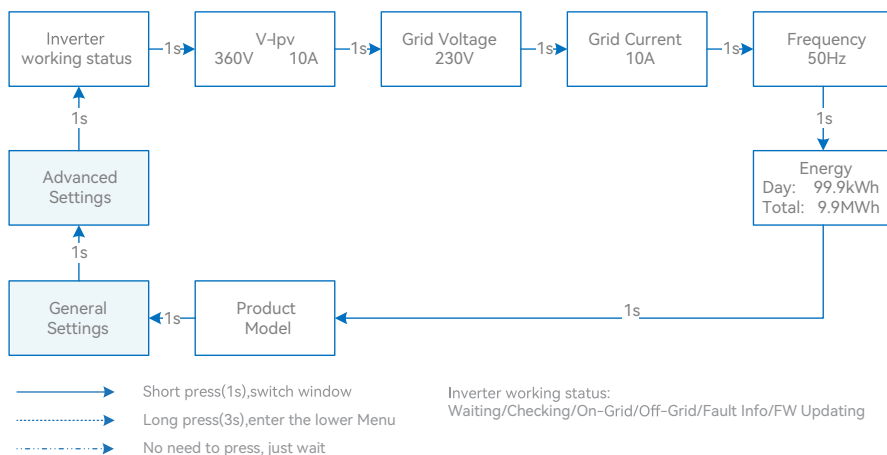 Inverter
working status
1s
V-Ipv
360V 10A
1s
Grid Voltage
230V
1s
Grid Current
10A
1s
Frequency
50Hz
1s
1s
Advanced
Settings
Energy
Day: 99.9kWh
Total: 9.9MWh
1s
General
Settings
1s
Product
Model
1s
Short press(1s),switch window
Long press(3s),enter the lower Menu
No need to press, just wait
Inverter working status:
Waiting/Checking/On-Grid/Off-Grid/Fault Info/FW Updating